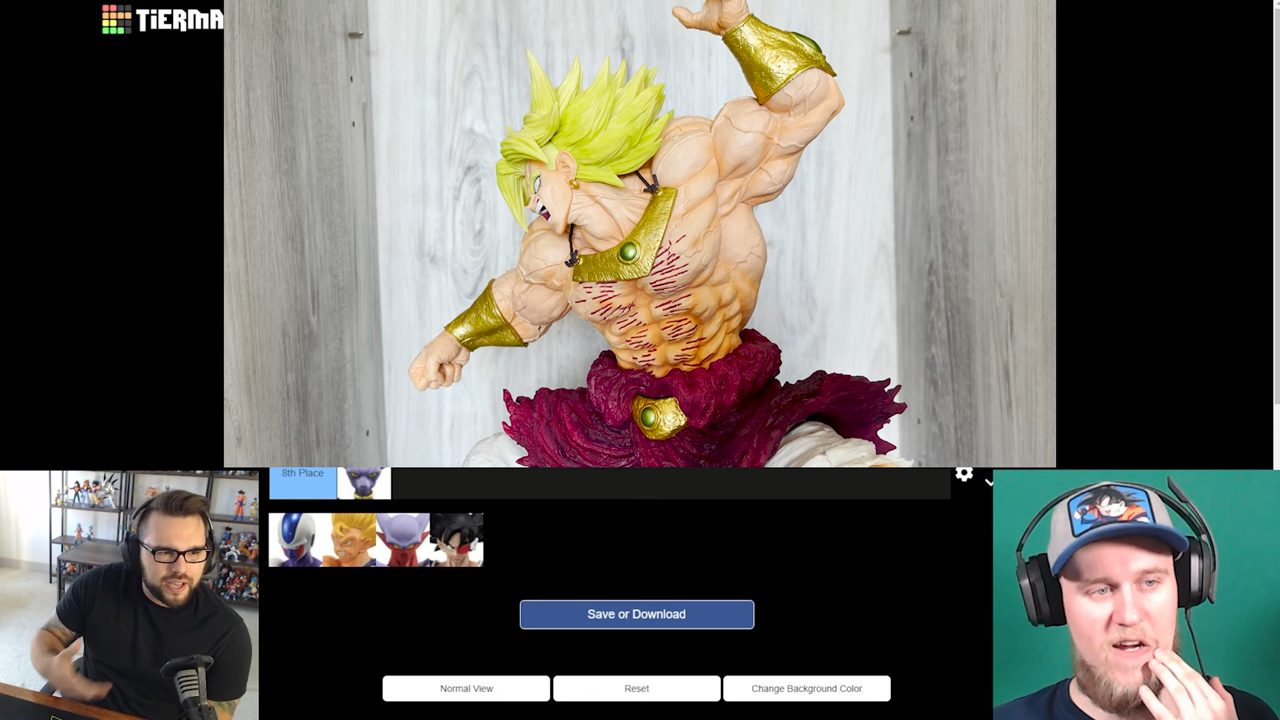 TiERMA
8th Place
Save or Download
Normal View
Reset
Change Background Color